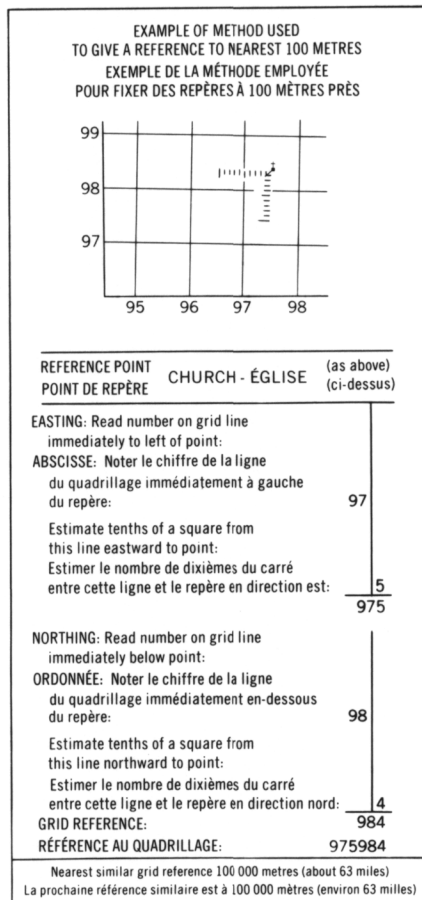 EXAMPLE OF METHOD USED
TO GIVE A REFERENCE TO NEAREST 100 METRES
EXEMPLE DE LA MÉTHODE EMPLOYÉE
POUR FIXER DES REPÈRES À 100 MÈTRES PRÈS
99
98
97
95 96 97 98
REFERENCE POINT
POINT DE REPÈRE
CHURCH - ÉGLISE
(as above)
(ci-dessus)
EASTING: Read number on grid line
immediately to left of point:
ABSCISSE: Noter le chiffre de la ligne
du quadrillage immédiatement à gauche
du repère: 97
Estimate tenths of a square from
this line eastward to point:
Estimer le nombre de dixièmes du carré
entre cette ligne et le repère en direction est: 5
975
NORTHING: Read number on grid line
immediately below point:
ORDONNÉE: Noter le chiffre de la ligne
du quadrillage immédiatement en-dessous
du repère: 98
Estimate tenths of a square from
this line northward to point:
Estimer le nombre de dixièmes du carré
entre cette ligne et le repère en direction nord: 4
GRID REFERENCE: 984
RÉFÉRENCE AU QUADRILLAGE: 975984
Nearest similar grid reference 100 000 metres (about 63 miles)
La prochaine référence similaire est à 100 000 mètres (environ 63 milles)